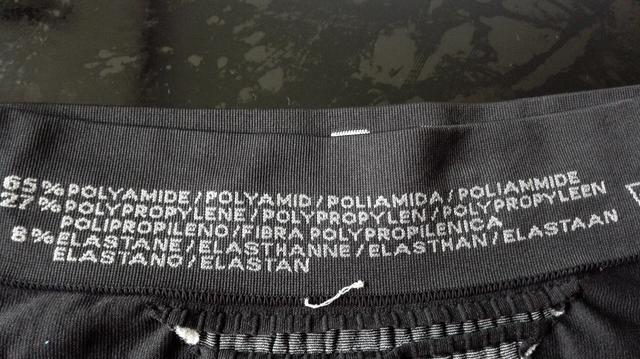 65% POLYAMIDE/POLYAMID/POLIAMIDA/POLIAMMIDE
27% POLYPROPYLENE/POLYPROPYLEN/POLYPROPYLEEN
POLIPROPILENO/FIBRA POLYPROPILENICA
8% ELASTANE/ELASTHANNE/ELASTHAN/ELASTAAN
ELASTANO/ELASTAN